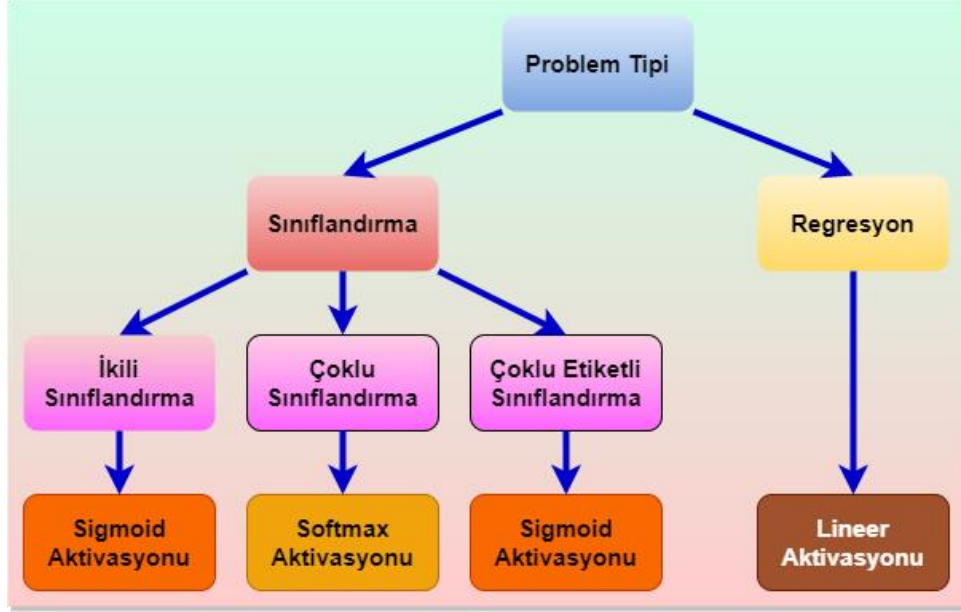 Problem Tipi
Sınıflandırma
Regresyon
İkili
Sınıflandırma
Çoklu
Sınıflandırma
Çoklu Etiketli
Sınıflandırma
Sigmoid
Aktivasyonu
Softmax
Aktivasyonu
Sigmoid
Aktivasyonu
Lineer
Aktivasyonu